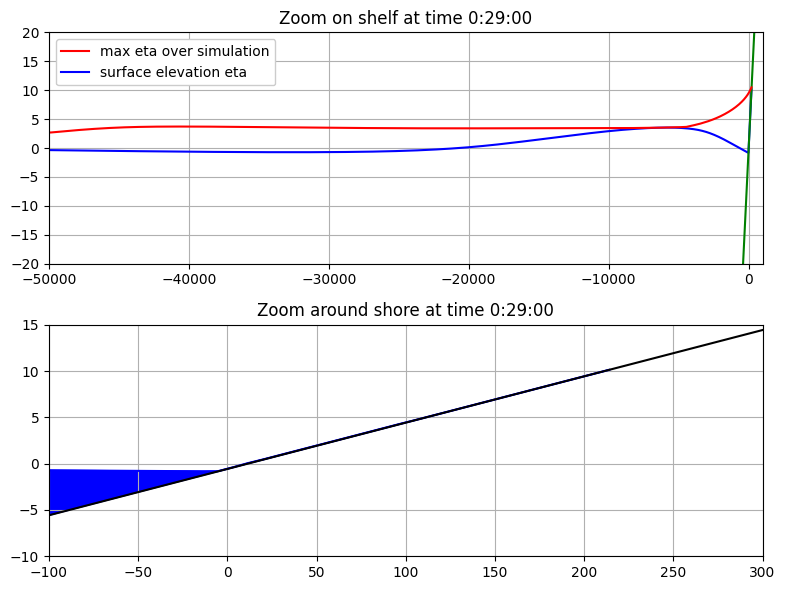 Zoom on shelf at time 0:29:00
20
15
10
5
0
−5
−10
−15
−20
max eta over simulation
surface elevation eta
−50000 −40000 −30000 −20000 −10000 0
Zoom around shore at time 0:29:00
15
10
5
0
−5
−10
−100 −50 0 50 100 150 200 250 300